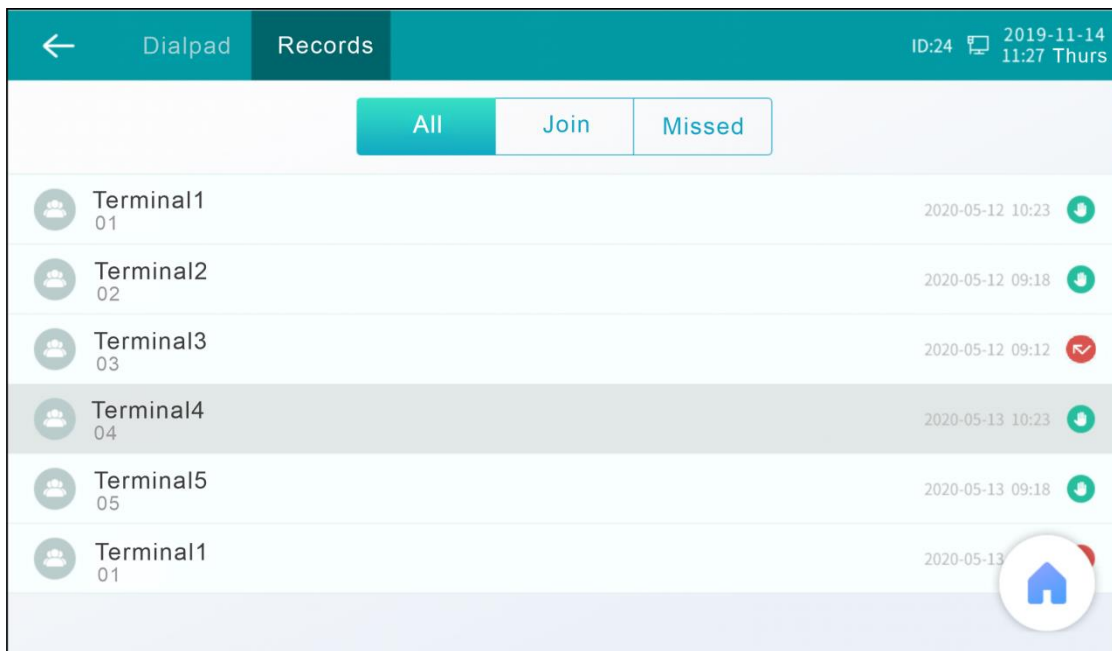 Dialpad Records ID:24 2019-11-14
11:27 Thurs
All Join Missed
Terminal1 2020-05-12 10:23
01
Terminal2 2020-05-12 09:18
02
Terminal3 2020-05-12 09:12
03
Terminal4 2020-05-13 10:23
04
Terminal5 2020-05-13 09:18
05
Terminal1 2020-05-13
01